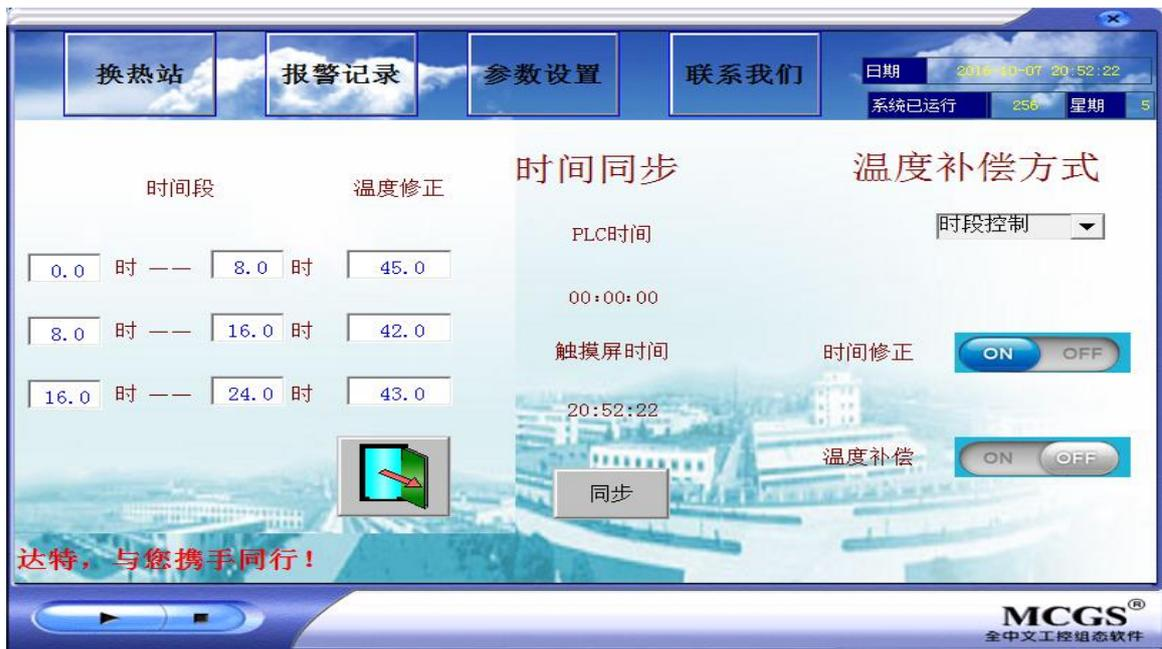 换热站
报警记录
参数设置
联系我们
日期 2016-10-07 20:52:22
系统已运行 256 星期 5
时间段 温度修正
0.0 时 —— 8.0 时 45.0
8.0 时 —— 16.0 时 42.0
16.0 时 —— 24.0 时 43.0
时间同步
PLC时间
00:00:00
触摸屏时间
20:52:22
同步
温度补偿方式
时段控制
时间修正 ON OFF
温度补偿 ON OFF
达特，与您携手同行！
MCGS®
全中文工控组态软件